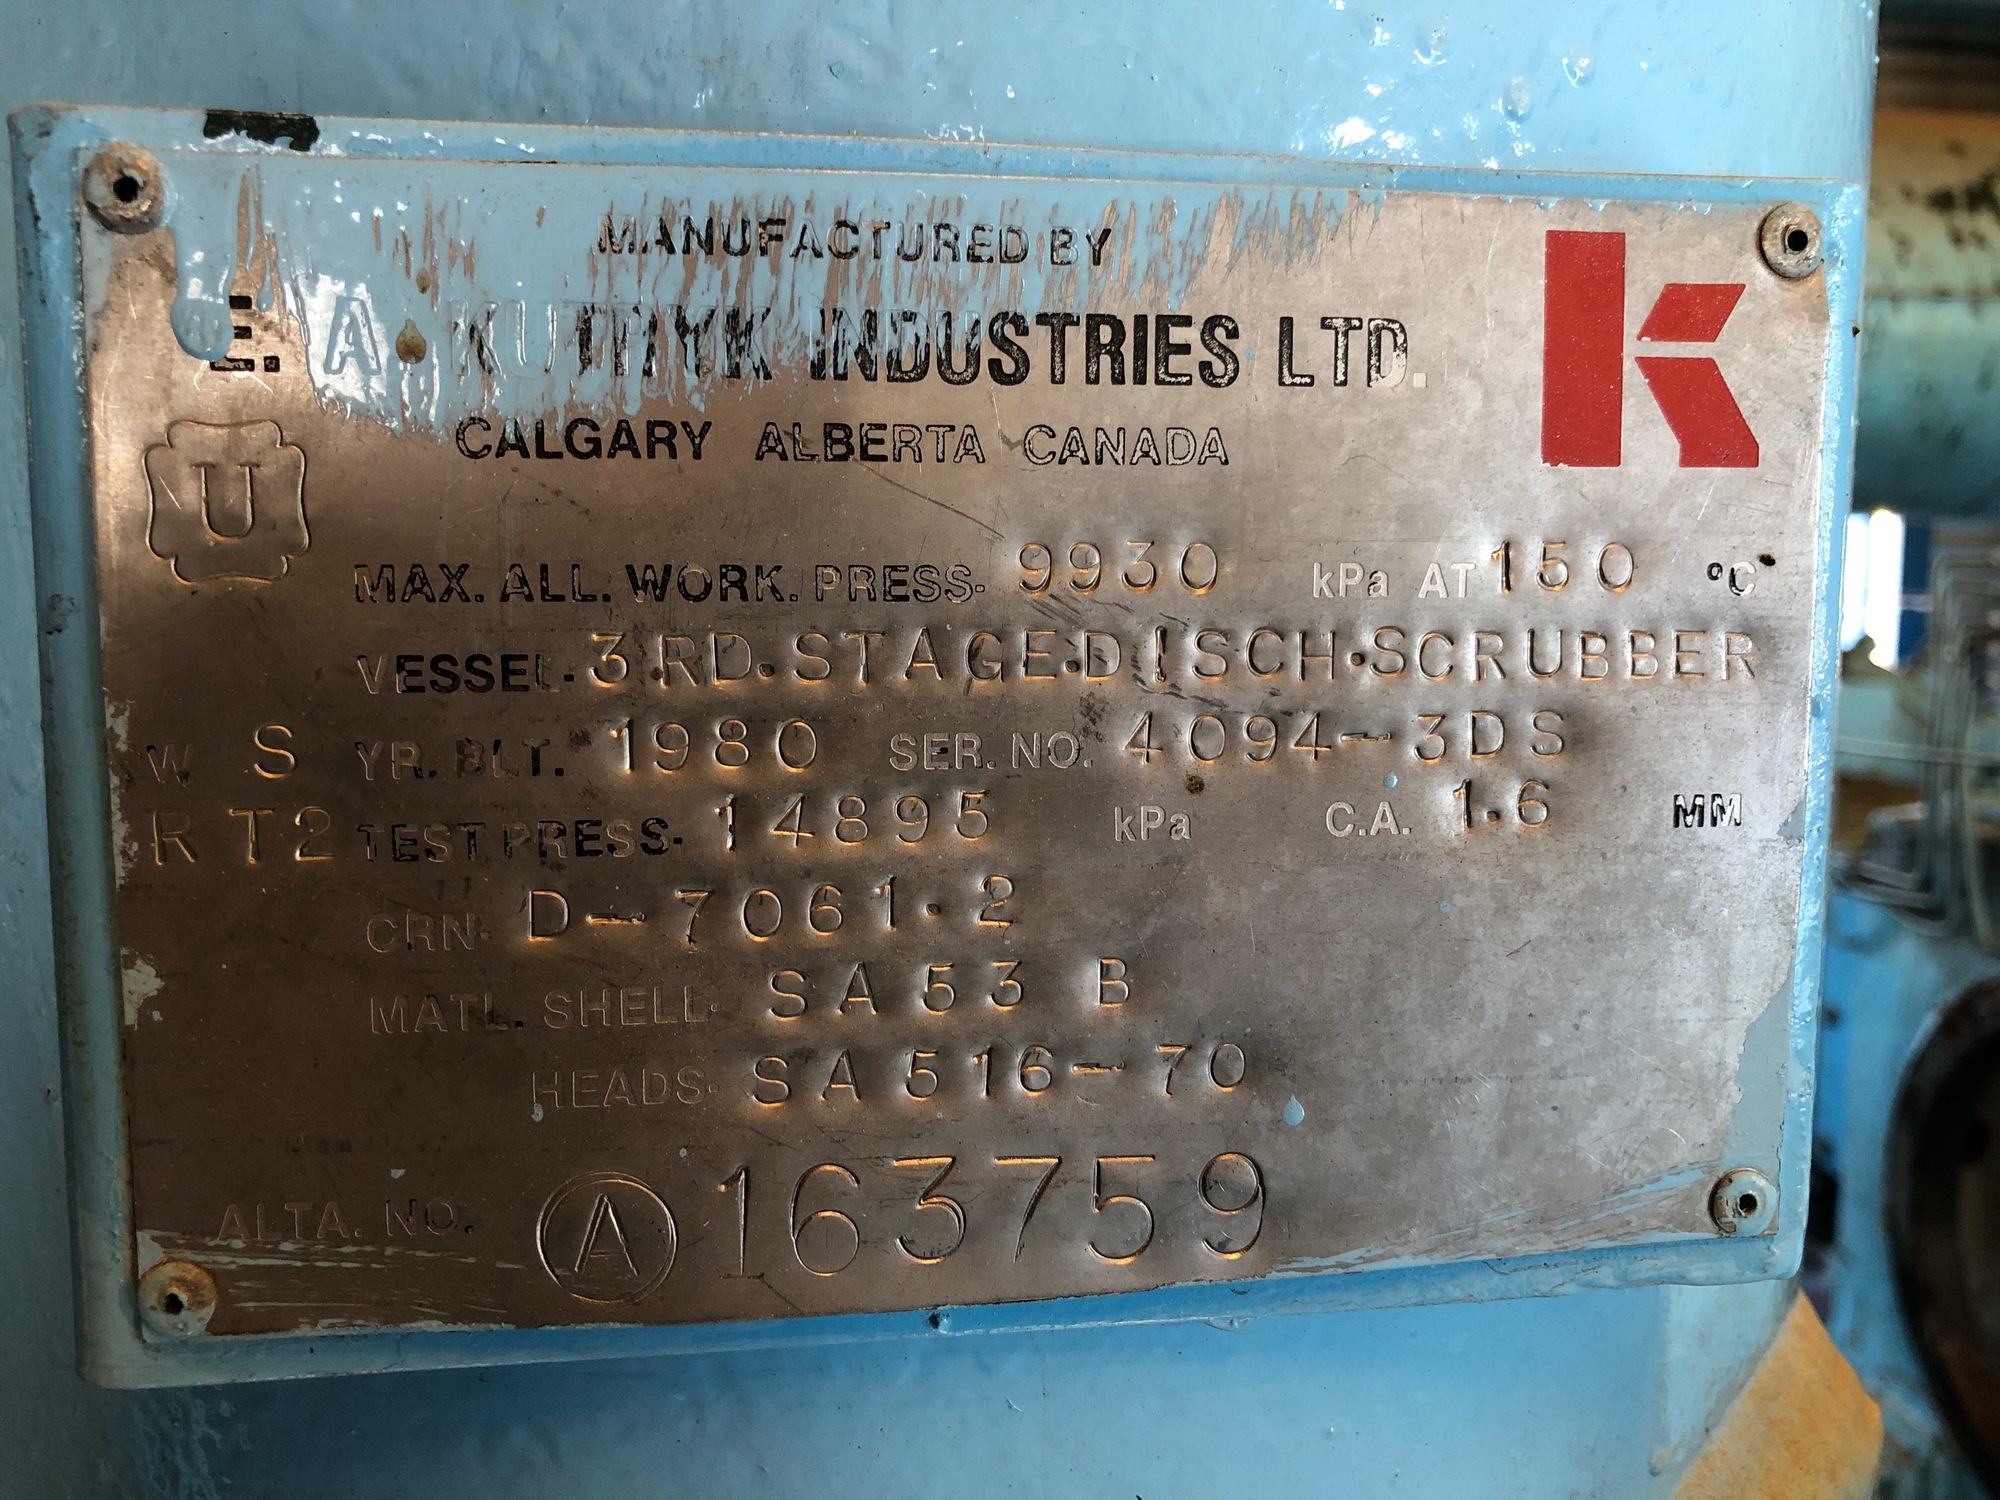 MANUFACTURED BY
E. A. KUTRYK INDUSTRIES LTD.
K
CALGARY ALBERTA CANADA
U
MAX. ALL. WORK. PRESS. 9930 kPa AT 150 °C
VESSEL. 3.RD.STAGE.DISCH.SCRUBBER
W S YR. BLT. 1980 SER. NO. 4094-3DS
RT2 TEST PRESS. 14895 kPa C.A. 1.6 MM
CRN. D-7061.2
MATL. SHELL. SA 53 B
HEADS. SA 516-70
ALTA. NO. A 163759